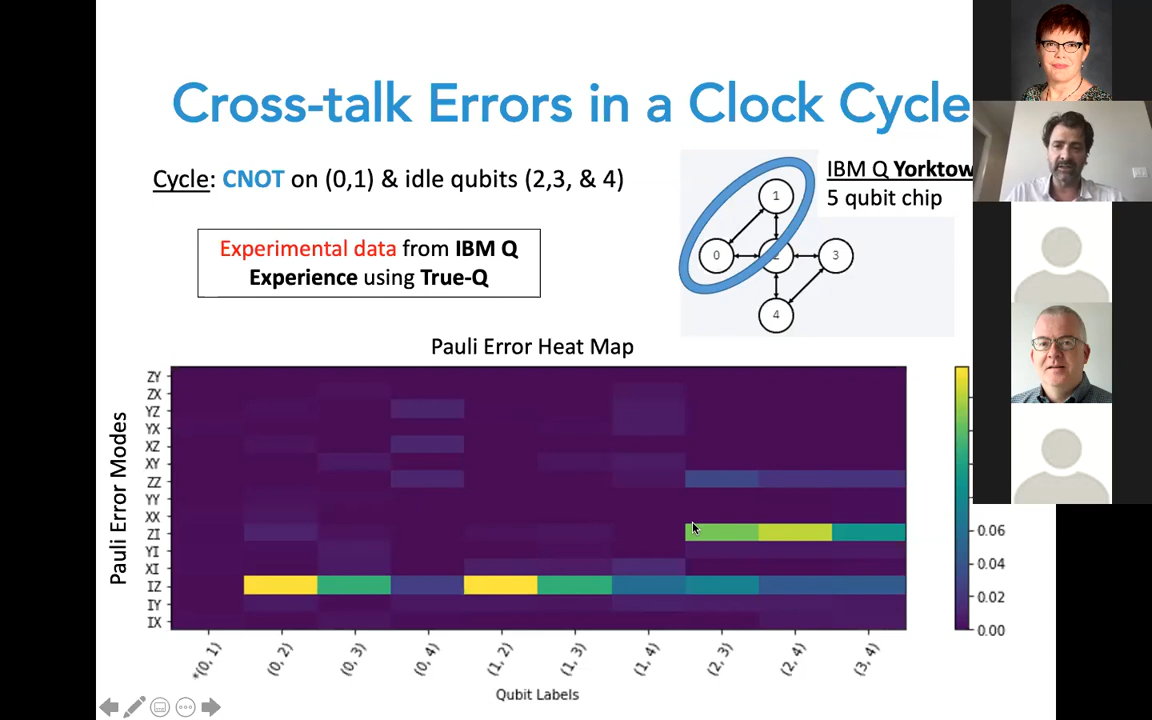 Cross-talk Errors in a Clock Cycle
Cycle: CNOT on (0,1) & idle qubits (2,3, & 4)
Experimental data from IBM Q
Experience using True-Q
IBM Q Yorktow
5 qubit chip
1
0
2
3
4
Pauli Error Heat Map
Pauli Error Modes
ZY
ZX
YZ
YX
XZ
XY
ZZ
YY
XX
ZI
YI
XI
IZ
IY
IX
0.06
0.04
0.02
0.00
*(0, 1)
(0, 2)
(0, 3)
(0, 4)
(1, 2)
(1, 3)
(1, 4)
(2, 3)
(2, 4)
(3, 4)
Qubit Labels